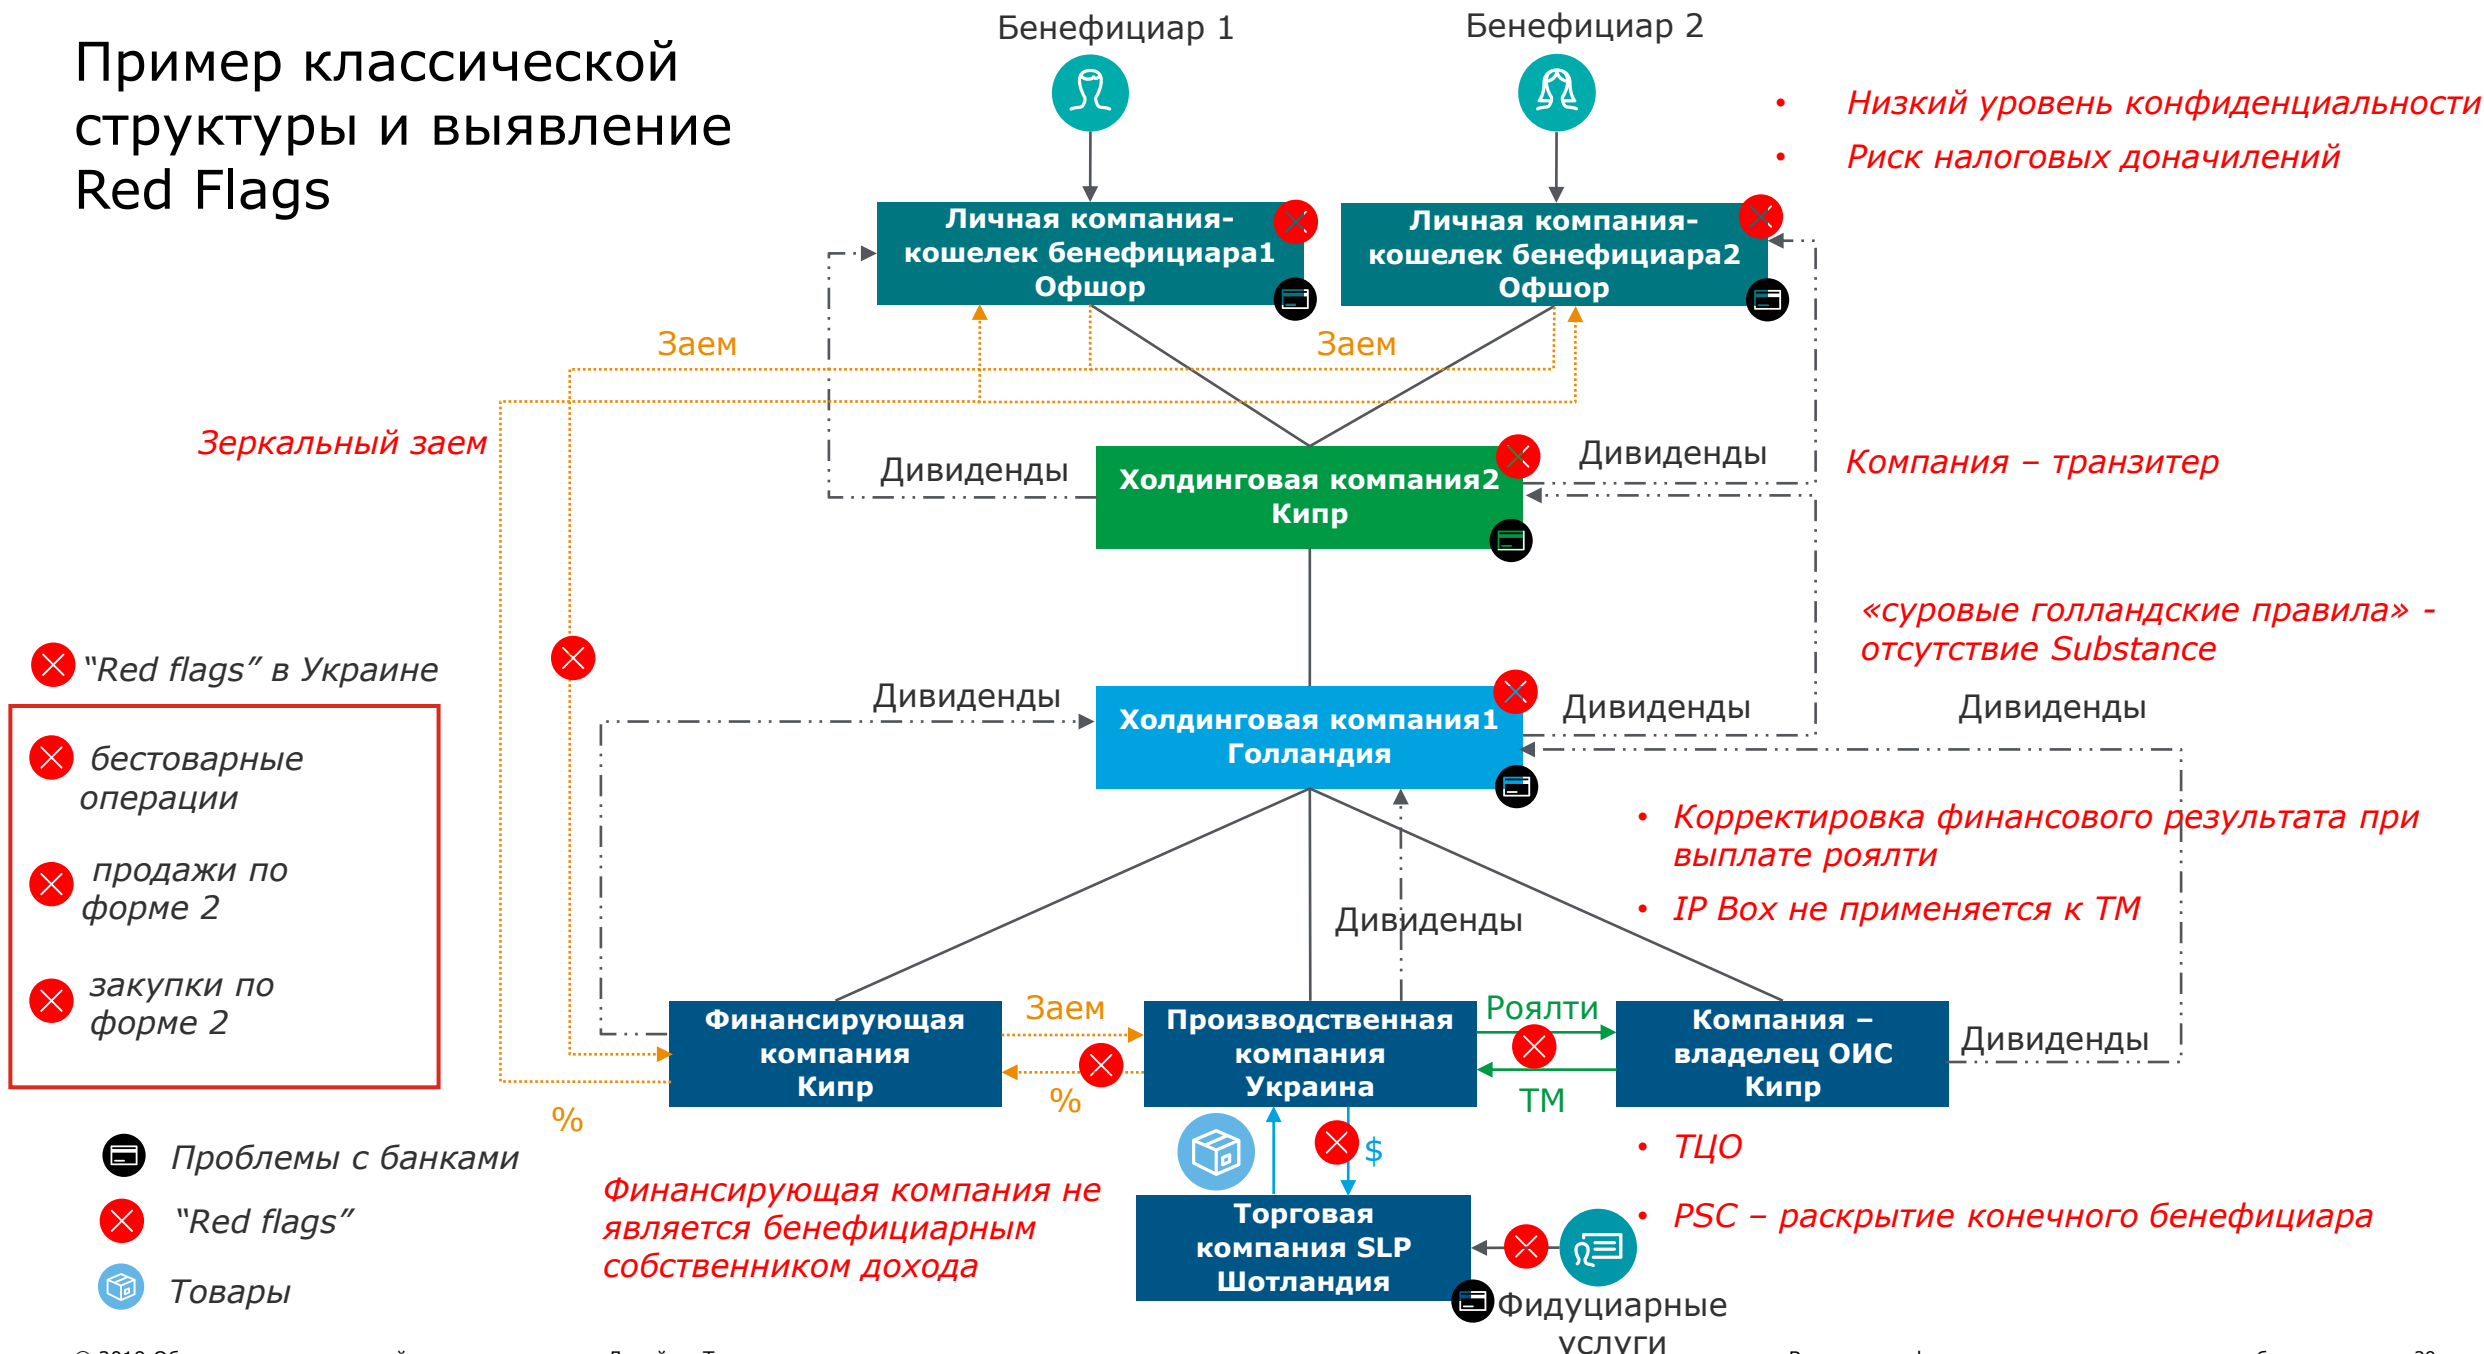 Пример классической
структуры и выявление
Red Flags
Бенефициар 1
Бенефициар 2
Низкий уровень конфиденциальности
Риск налоговых доначилений
Личная компания-
кошелек бенефициара1
Офшор
Личная компания-
кошелек бенефициара2
Офшор
Заем
Заем
Зеркальный заем
Дивиденды
Холдинговая компания2
Кипр
Дивиденды
Компания – транзитер
«суровые голландские правила» -
отсутствие Substance
“Red flags” в Украине
бестоварные
операции
продажи по
форме 2
закупки по
форме 2
Дивиденды
Холдинговая компания1
Голландия
Дивиденды
Дивиденды
Корректировка финансового результата при
выплате роялти
IP Box не применяется к ТМ
Дивиденды
Финансирующая
компания
Кипр
Заем
%
%
Производственная
компания
Украина
Роялти
ТМ
Компания –
владелец ОИС
Кипр
Дивиденды
$
Проблемы с банками
“Red flags”
Товары
Финансирующая компания не
является бенефициарным
собственником дохода
Торговая
компания SLP
Шотландия
Фидуциарные
услуги
ТЦО
PSC – раскрытие конечного бенефициара